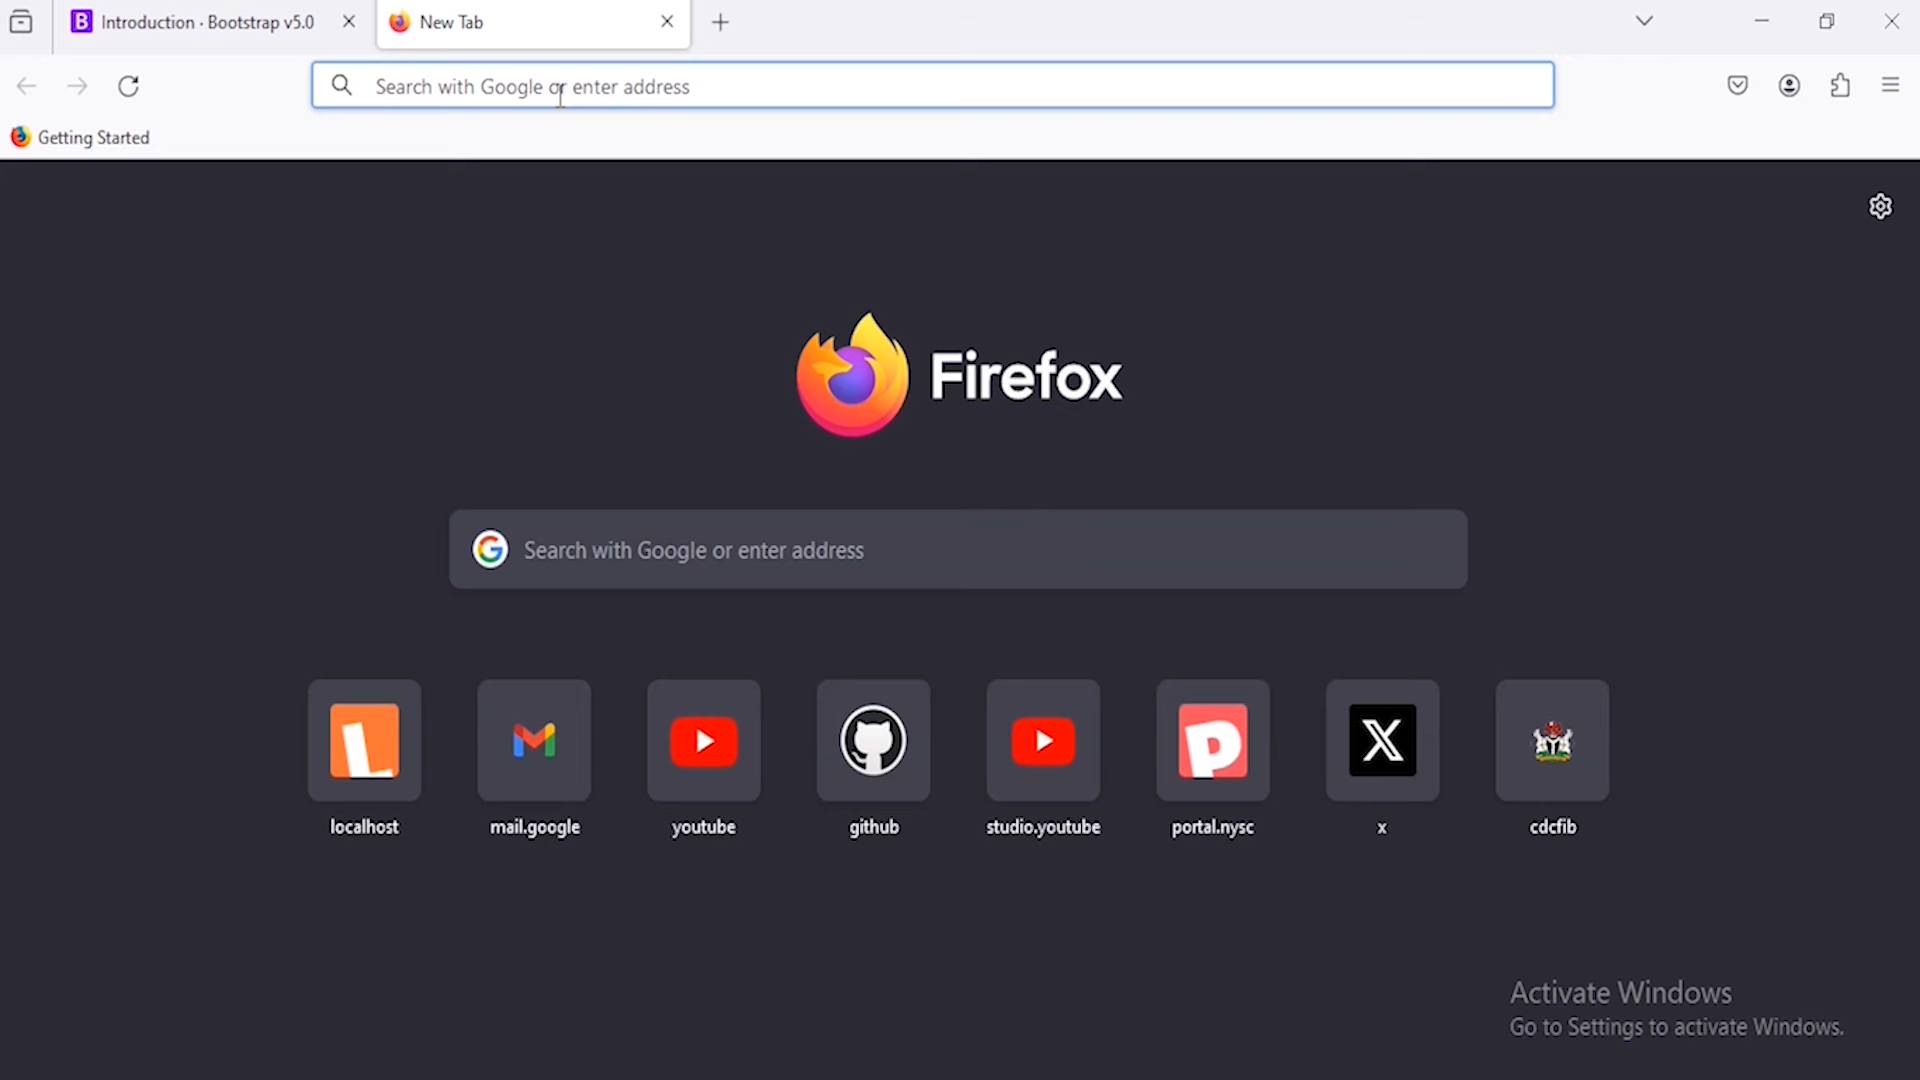 Introduction · Bootstrap v5.0
New Tab
Search with Google or enter address
Getting Started
Firefox
Search with Google or enter address
localhost
mail.google
youtube
github
studio.youtube
portal.nysc
x
cdcfib
Activate Windows
Go to Settings to activate Windows.